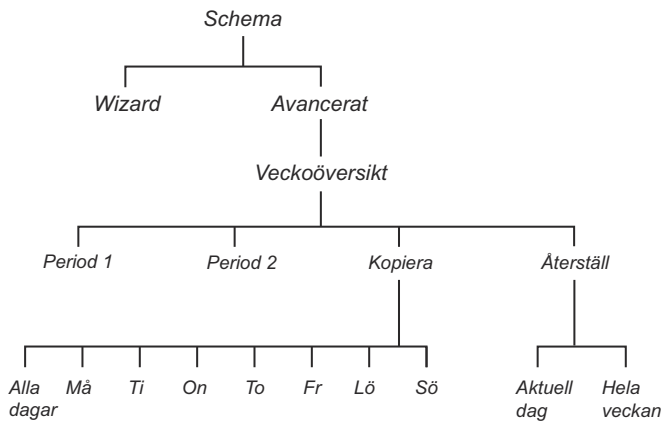 Schema
Wizard Avancerat
Veckoöversikt
Period 1 Period 2 Kopiera Återställ
Alla Må Ti On To Fr Lö Sö Aktuell Hela
dagar dag veckan